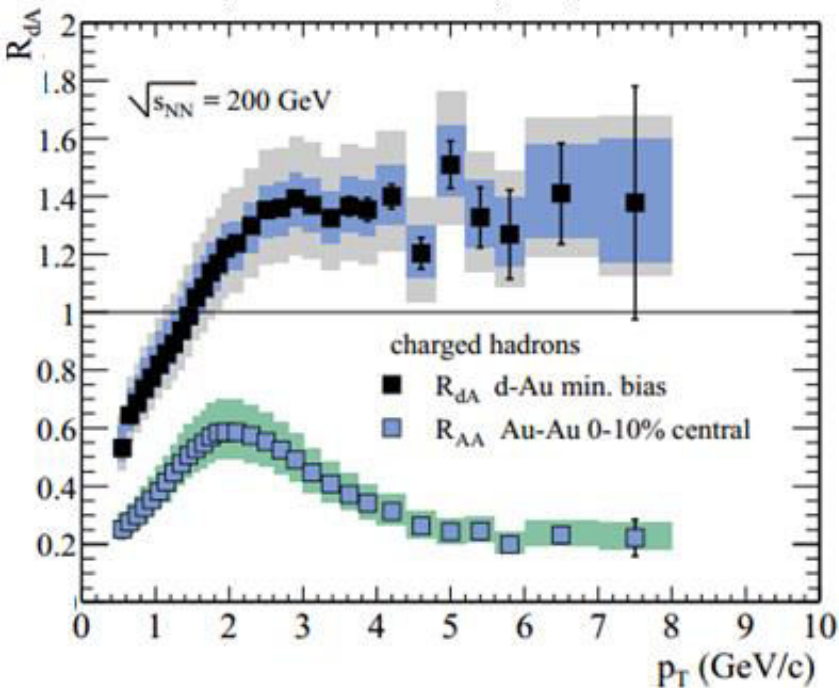 R_dA
2
1.8
1.6
1.4
1.2
1
0.8
0.6
0.4
0.2
√s_NN = 200 GeV
charged hadrons
R_dA d-Au min. bias
R_AA Au-Au 0-10% central
0 1 2 3 4 5 6 7 8 9 10
p_T (GeV/c)